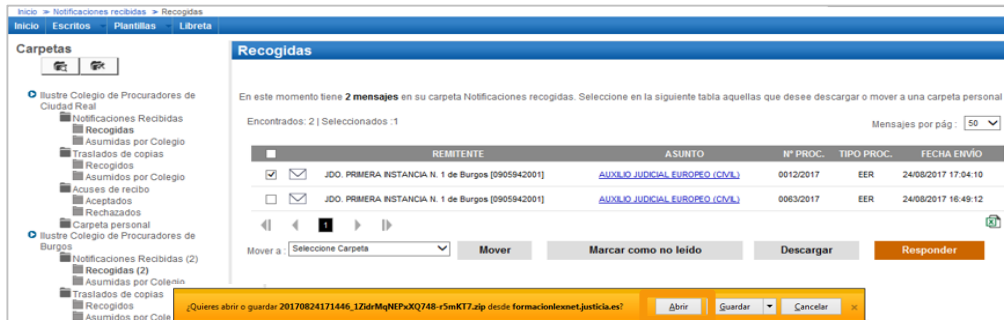 Inicio > Notificaciones recibidas > Recogidas
Inicio Escritos Plantillas Libreta
Carpetas
Ilustre Colegio de Procuradores de
Ciudad Real
Notificaciones Recibidas
Recogidas
Asumidas por Colegio
Traslados de copias
Recogidos
Asumidos por Colegio
Acuses de recibo
Aceptados
Rechazados
Carpeta personal
Ilustre Colegio de Procuradores de
Burgos
Notificaciones Recibidas (2)
Recogidas (2)
Asumidas por Colegio
Traslados de copias
Recogidos
Asumidos por Cole
Recogidas
En este momento tiene 2 mensajes en su carpeta Notificaciones recogidas. Seleccione en la siguiente tabla aquellas que desee descargar o mover a una carpeta personal
Encontrados: 2 | Seleccionados :1
Mensajes por pág : 50
REMITENTE ASUNTO Nº PROC. TIPO PROC. FECHA ENVÍO
JDO. PRIMERA INSTANCIA N. 1 de Burgos [0905942001] AUXILIO JUDICIAL EUROPEO (CIVIL) 0012/2017 EER 24/08/2017 17:04:10
JDO. PRIMERA INSTANCIA N. 1 de Burgos [0905942001] AUXILIO JUDICIAL EUROPEO (CIVIL) 0063/2017 EER 24/08/2017 16:49:12
1
Mover a : Seleccione Carpeta Mover Marcar como no leído Descargar Responder
¿Quieres abrir o guardar 20170824171446_1ZidrMqNEPxXQ748-r5mKT7.zip desde formacionlexnet.justicia.es? Abrir Guardar Cancelar ×